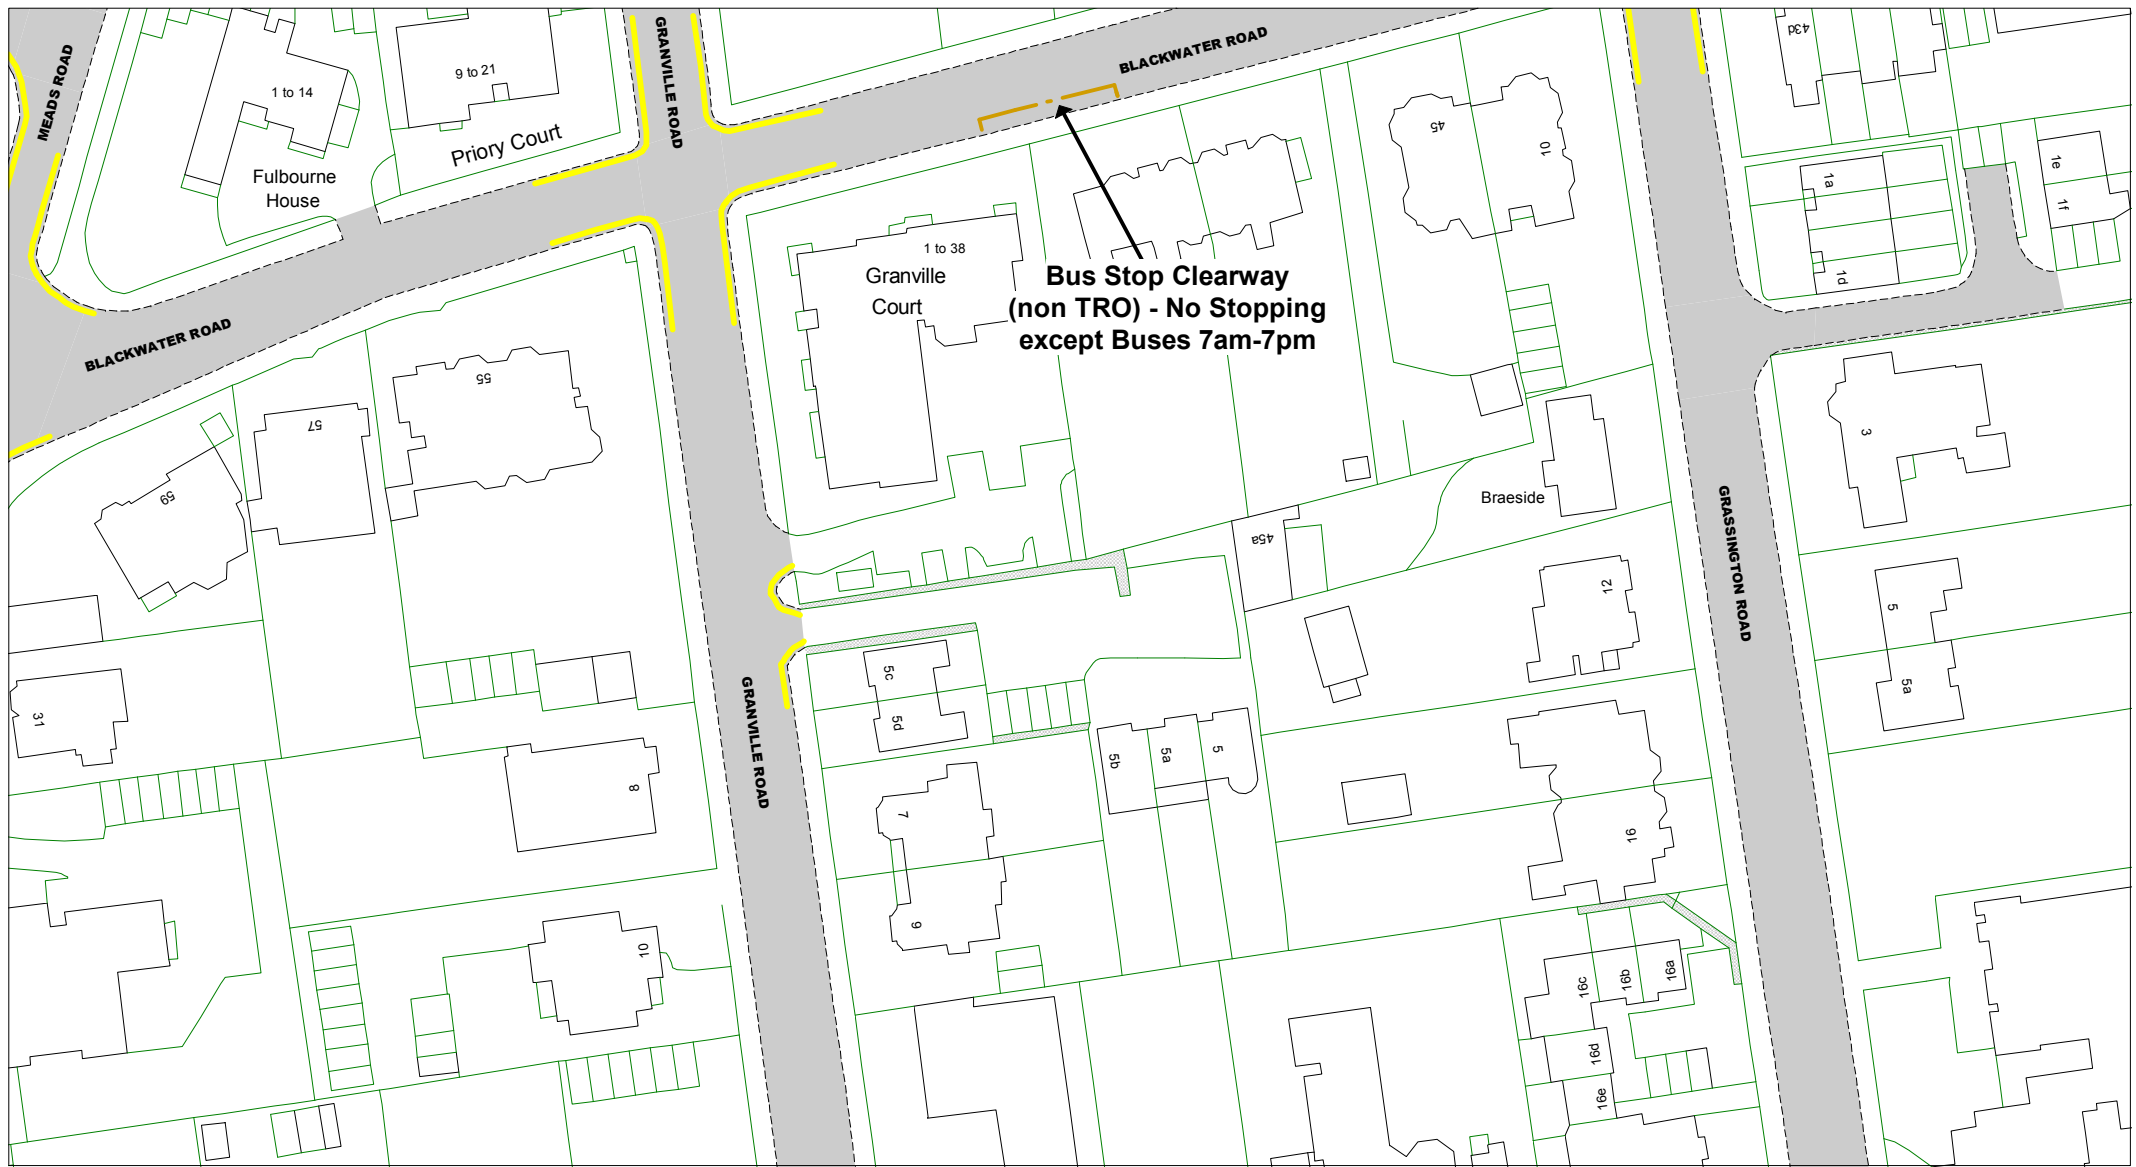 MEADS ROAD
1 to 14
Fulbourne
House
9 to 21
Priory Court
GRANVILLE ROAD
BLACKWATER ROAD
43d
45
10
1a
1d
1e
1f
1 to 38
Granville
Court
Bus Stop Clearway
(non TRO) - No Stopping
except Buses 7am-7pm
BLACKWATER ROAD
55
57
59
3
Braeside
45a
GRASSINGTON ROAD
12
5
5a
31
5c
5d
GRANVILLE ROAD
5b
5a
5
8
7
9
16
10
16c
16b
16a
16d
16e